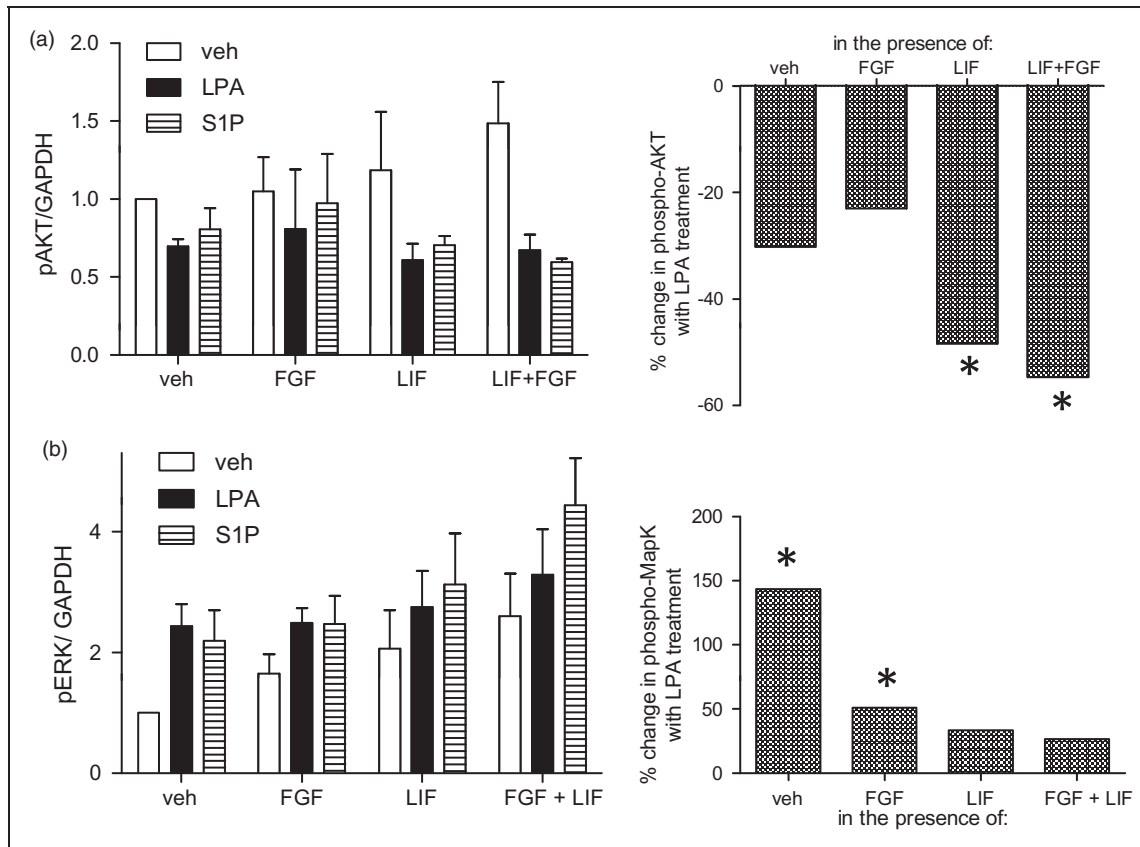 (a)
2.0
1.5
1.0
0.5
0.0
pAKT/GAPDH
veh
LPA
S1P
veh FGF LIF LIF+FGF
in the presence of:
veh FGF LIF LIF+FGF
0
-20
-40
-60
% change in phospho-AKT
with LPA treatment
*
*
(b)
4
2
0
pERK/ GAPDH
veh
LPA
S1P
veh FGF LIF FGF + LIF
200
150
100
50
0
% change in phospho-MapK
with LPA treatment
*
*
veh FGF LIF FGF + LIF
in the presence of: